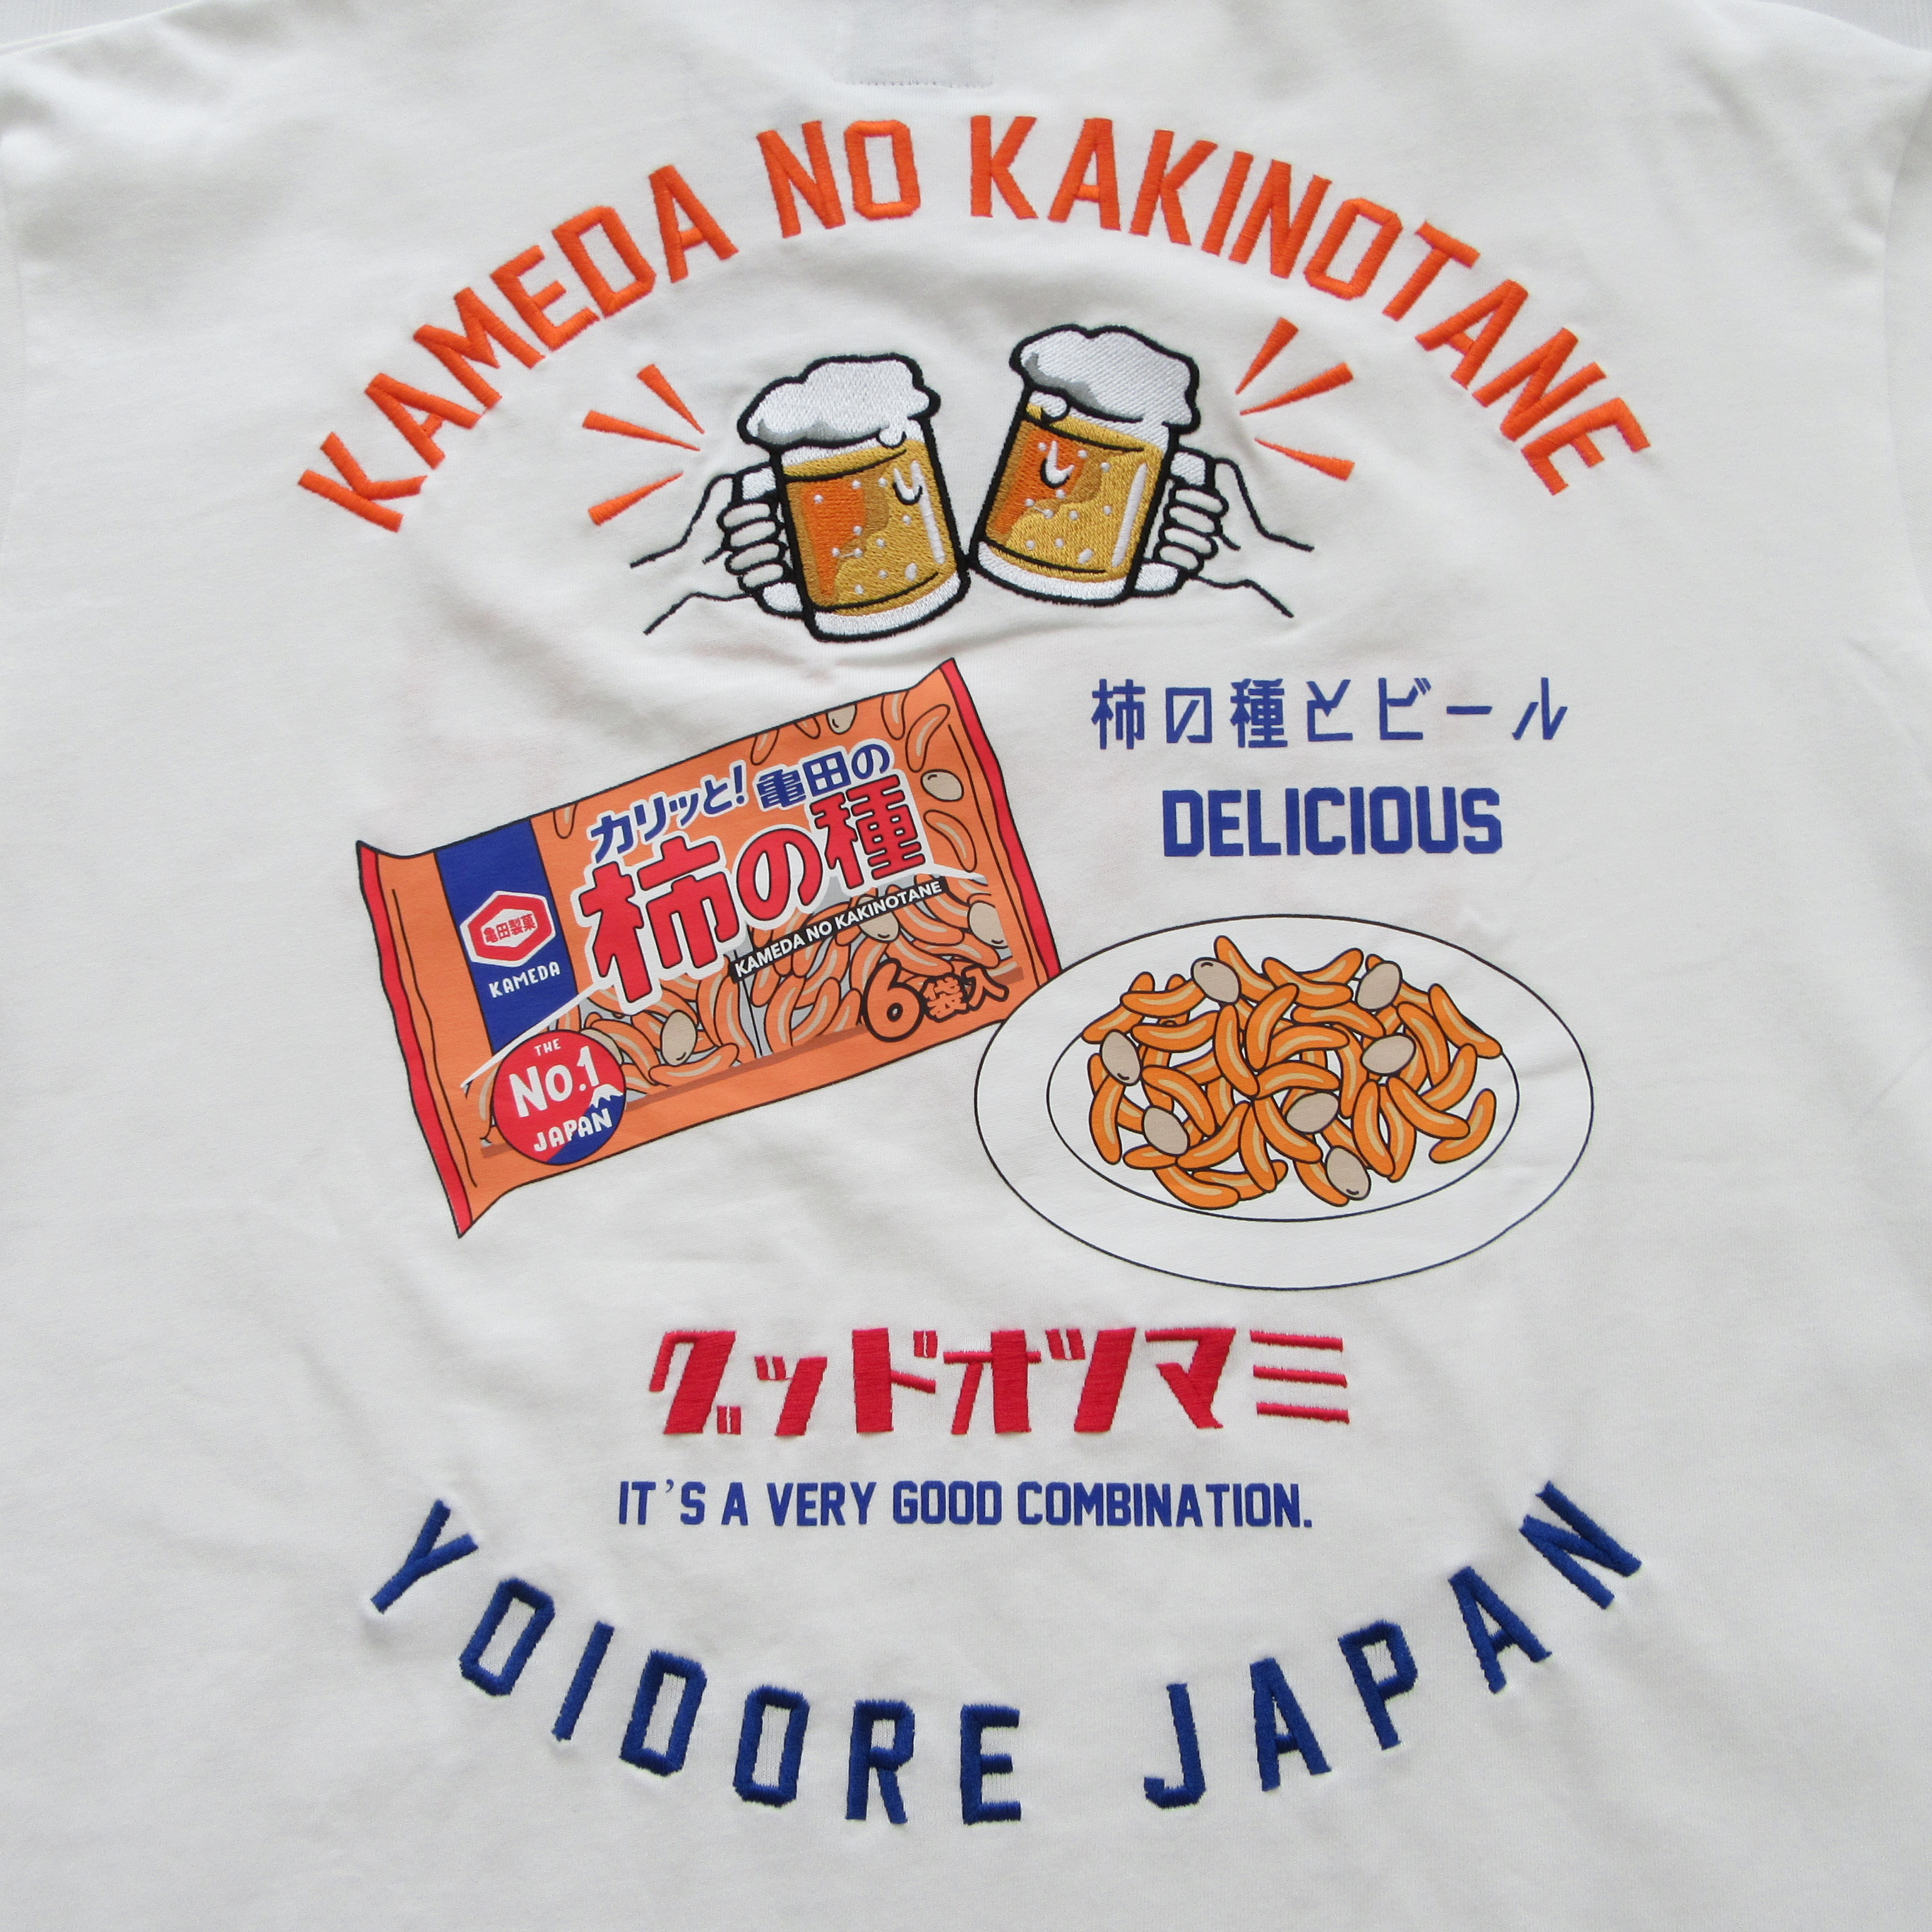 KAMEDA NO KAKINOTANE
柿の種とビール
DELICIOUS
カリッと！亀田の
柿の種
KAMEDA NO KAKINOTANE
6袋入
亀田製菓
KAMEDA
THE
No.1
JAPAN
グッドオツマミ
IT'S A VERY GOOD COMBINATION.
YOIDORE JAPAN